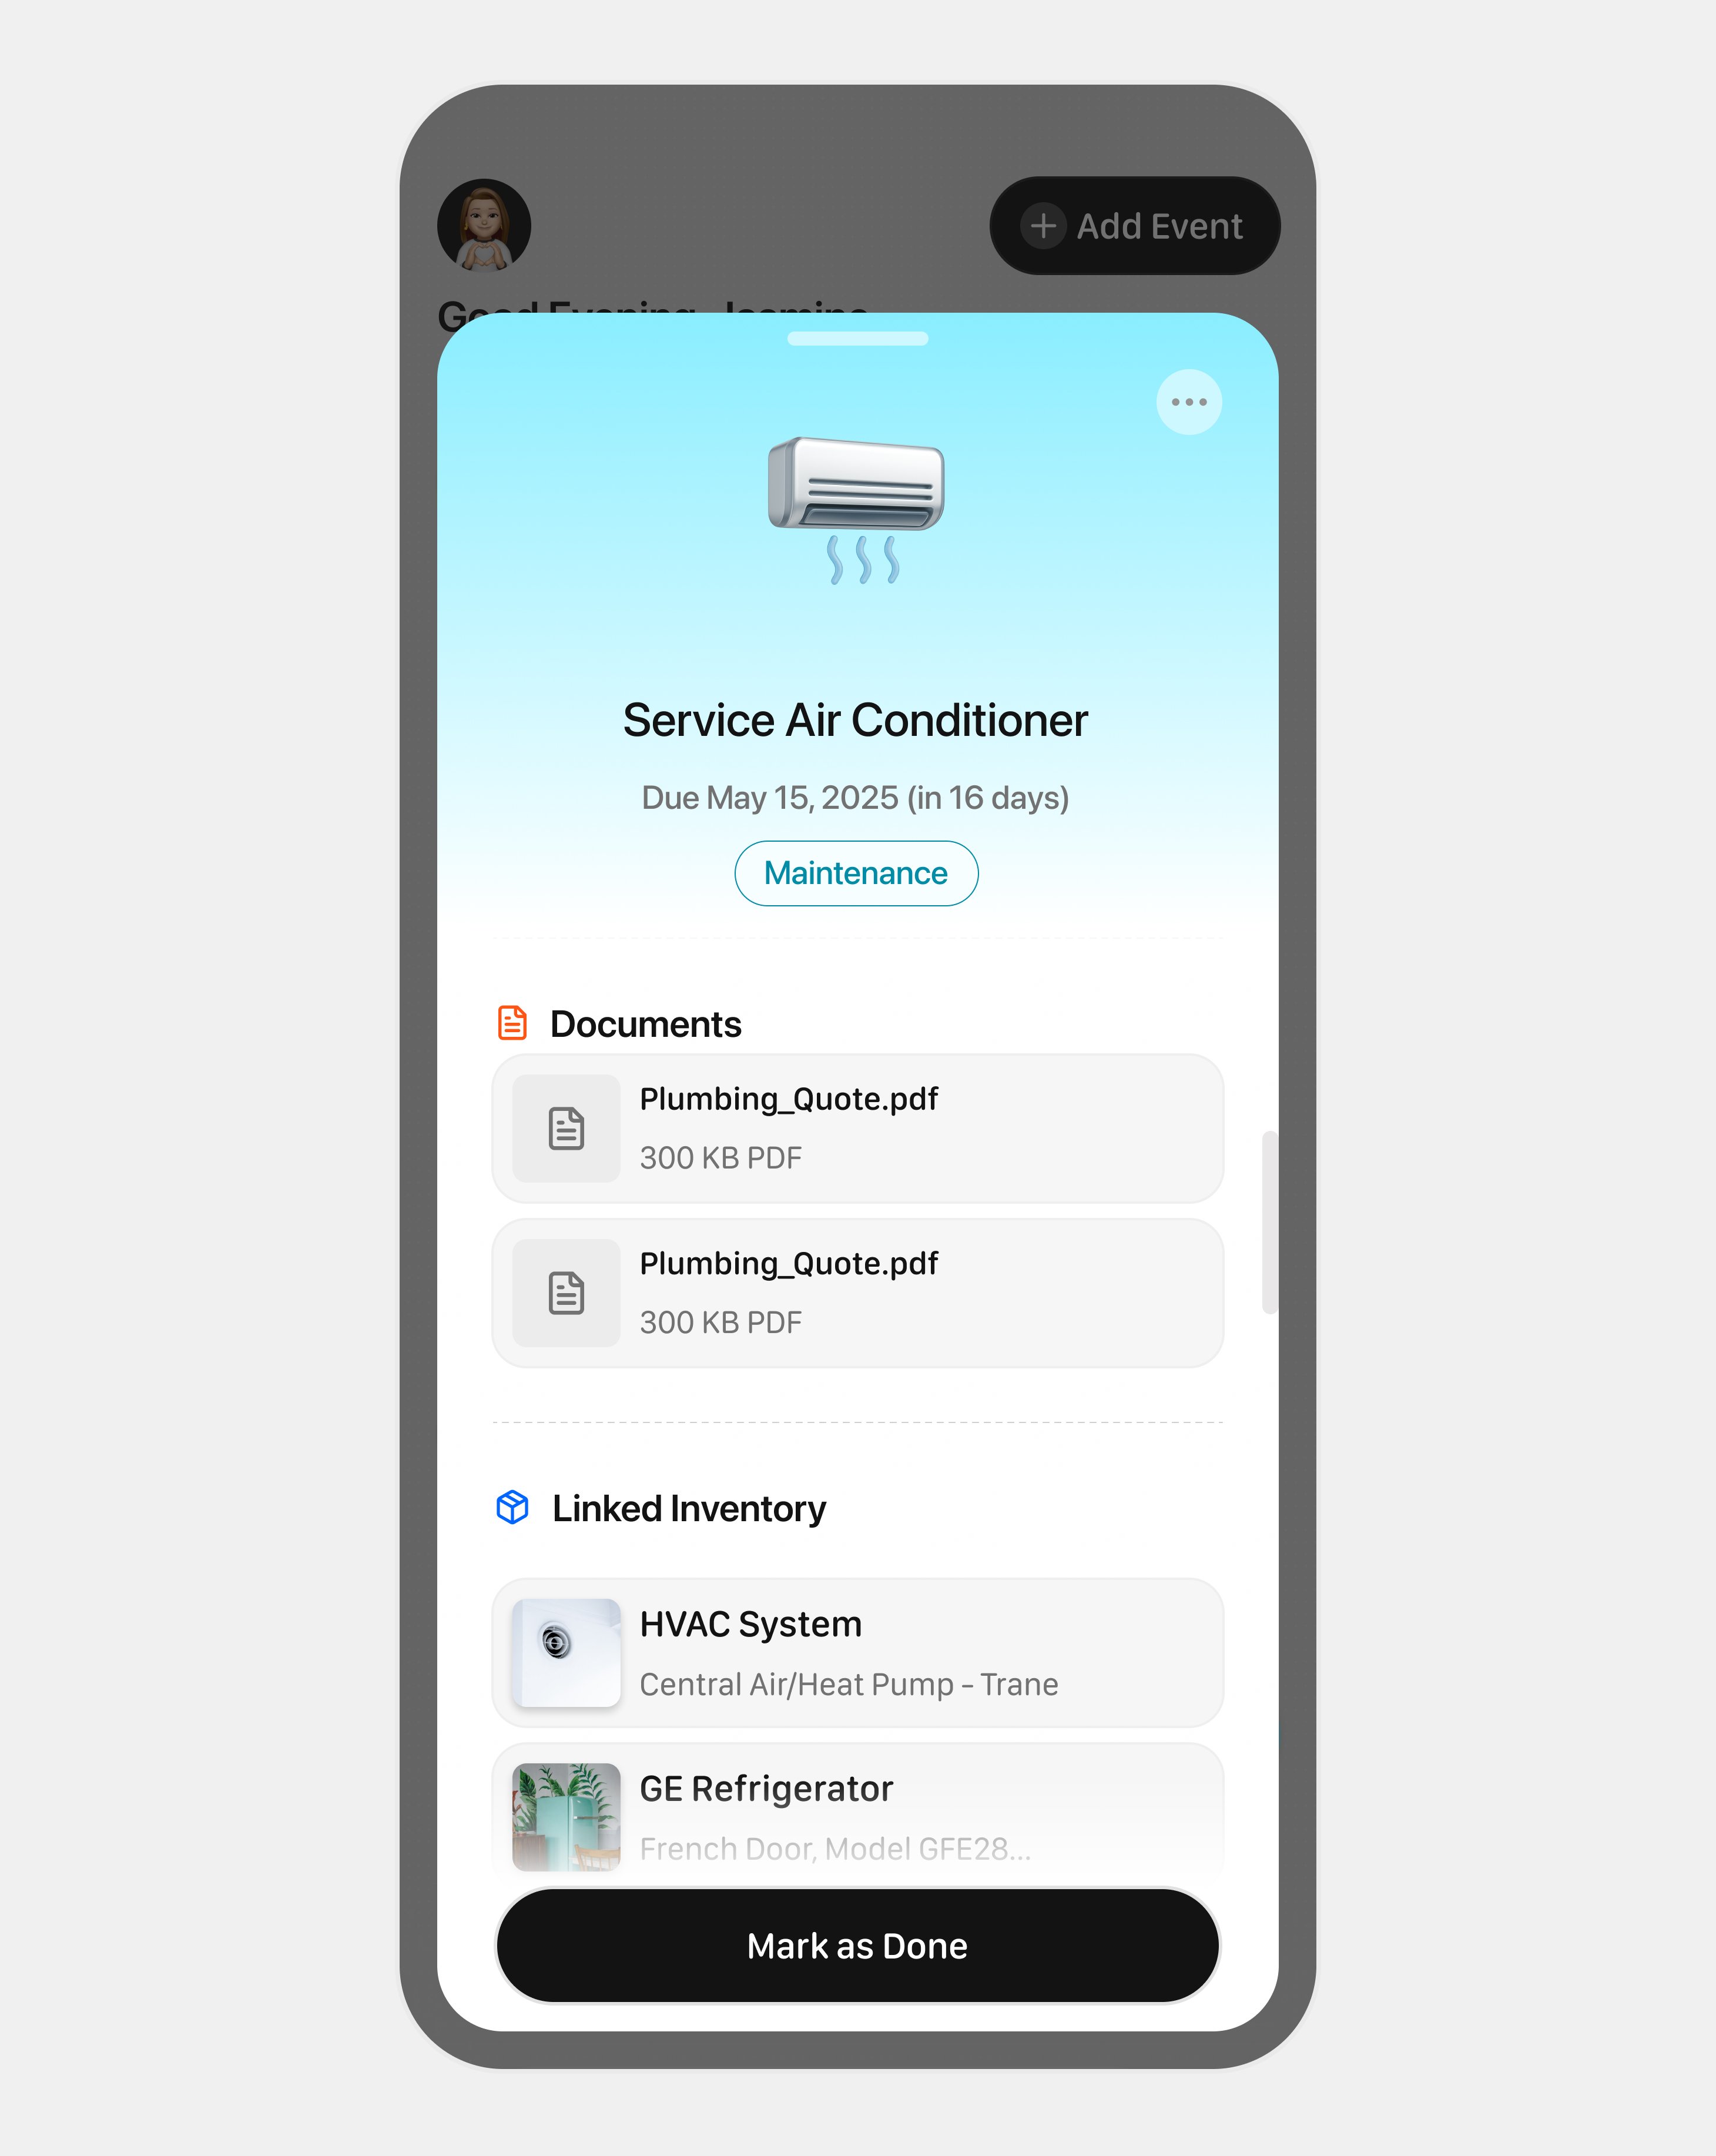 Add Event
Good Evening, Jasmine
Service Air Conditioner
Due May 15, 2025 (in 16 days)
Maintenance
Documents
Plumbing_Quote.pdf
300 KB PDF
Plumbing_Quote.pdf
300 KB PDF
Linked Inventory
HVAC System
Central Air/Heat Pump - Trane
GE Refrigerator
French Door, Model GFE28...
Mark as Done